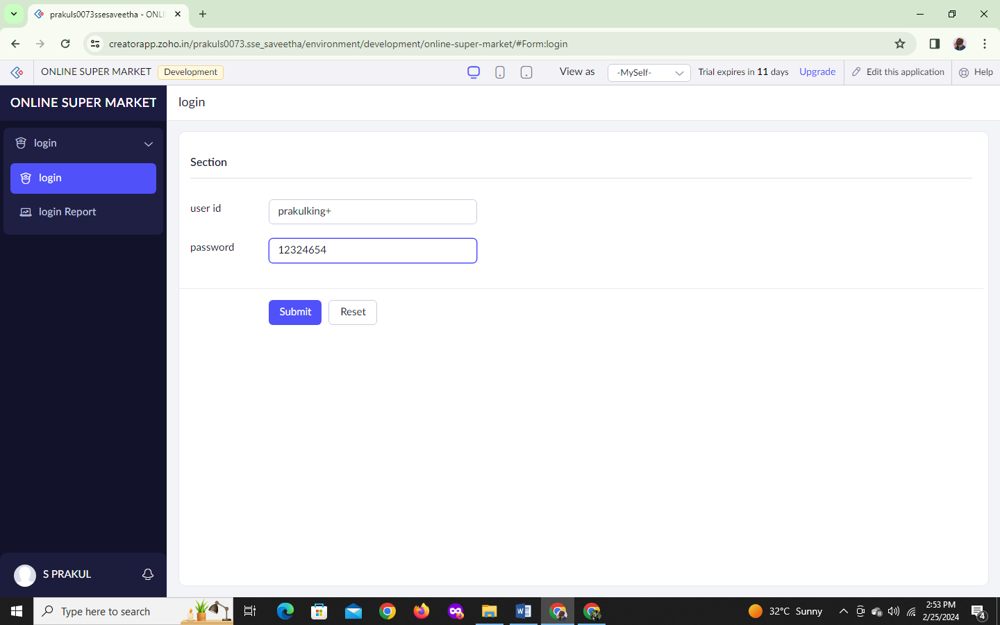 prakuls0073ssesaveetha - ONLI
creatorapp.zoho.in/prakuls0073.sse_saveetha/environment/development/online-super-market/#Form:login
ONLINE SUPER MARKET Development View as -MySelf- Trial expires in 11 days Upgrade Edit this application Help
ONLINE SUPER MARKET
login
login
login
login Report
Section
user id prakulking+
password 12324654
Submit Reset
S PRAKUL
Type here to search
32°C Sunny
2:53 PM
2/25/2024
4